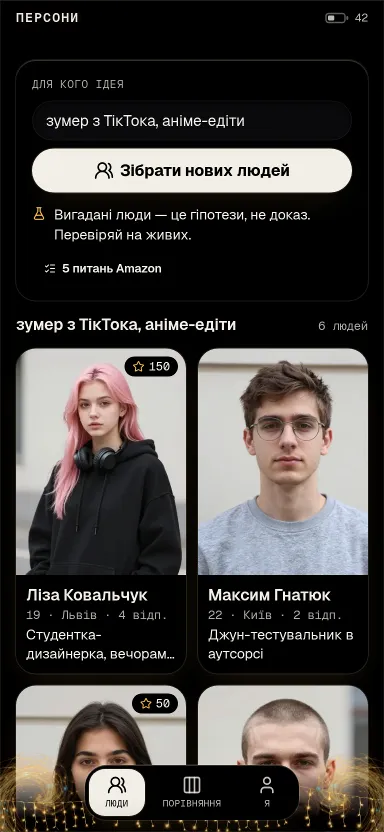 ПЕРСОНИ
42
ДЛЯ КОГО ІДЕЯ
зумер з ТікТока, аніме-едіти
Зібрати нових людей
Вигадані люди — це гіпотези, не доказ.
Перевіряй на живих.
5 питань Amazon
зумер з ТікТока, аніме-едіти
6 людей
150
Ліза Ковальчук
19 · Львів · 4 відп.
Студентка-
дизайнерка, вечорам…
Максим Гнатюк
22 · Київ · 2 відп.
Джун-тестувальник в
аутсорсі
50
ЛЮДИ
ПОРІВНЯННЯ
Я